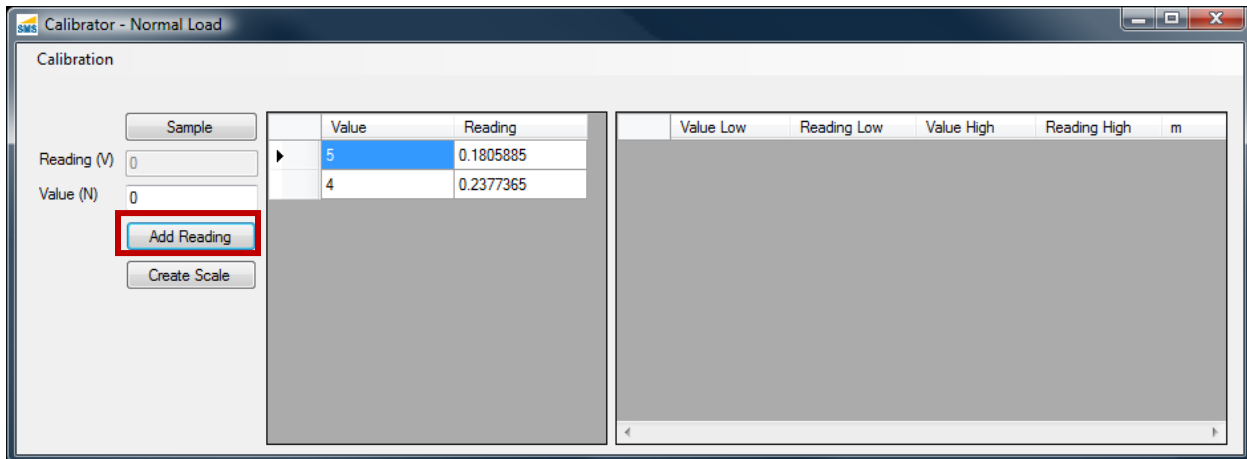 SMS Calibrator - Normal Load
Calibration
Sample
Reading (V) 0
Value (N) 0
Add Reading
Create Scale
Value Reading
5 0.1805885
4 0.2377365
Value Low Reading Low Value High Reading High m